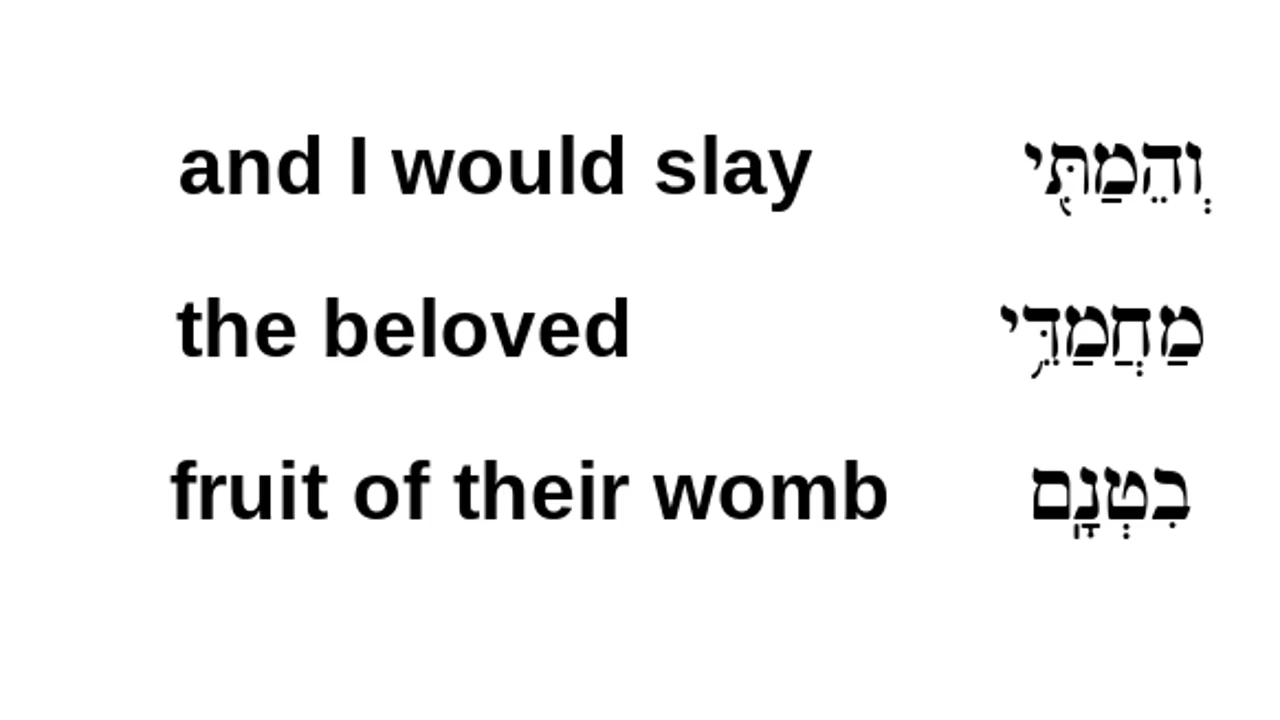 and I would slay וְהֵמַתִּ֖י
the beloved מַחֲמַדֵּ֥י
fruit of their womb בִטְנָֽם